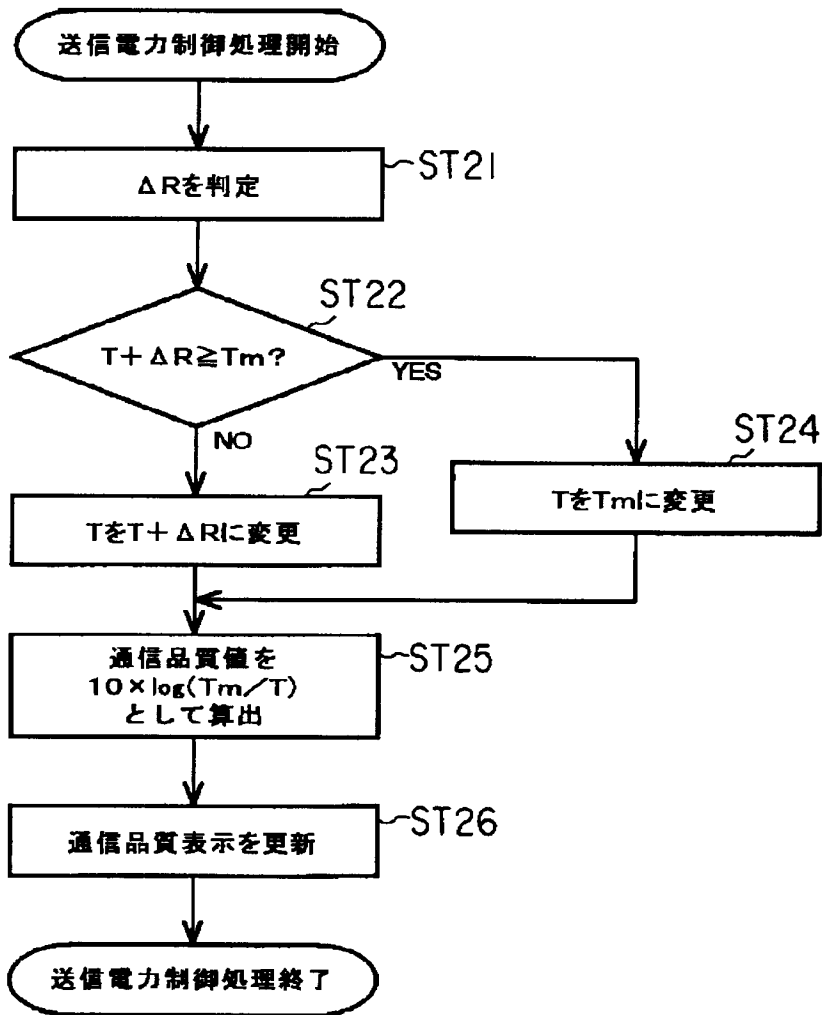 送信電力制御処理開始
ΔRを判定
ST21
T+ΔR≧Tm?
ST22
YES
NO
TをT+ΔRに変更
ST23
TをTmに変更
ST24
通信品質値を
10×log(Tm/T)
として算出
ST25
通信品質表示を更新
ST26
送信電力制御処理終了